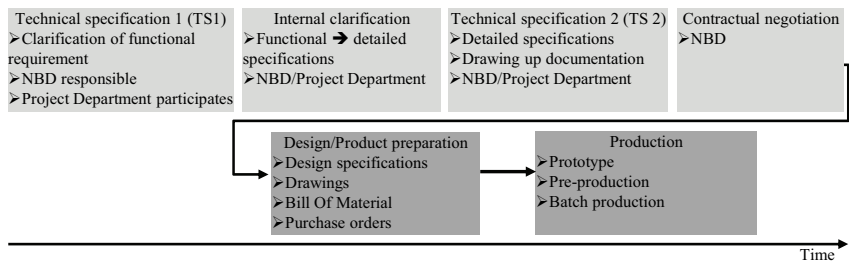 Technical specification 1 (TS1)
➢Clarification of functional
requirement
➢NBD responsible
➢Project Department participates
Internal clarification
➢Functional ➔ detailed
specifications
➢NBD/Project Department
Technical specification 2 (TS 2)
➢Detailed specifications
➢Drawing up documentation
➢NBD/Project Department
Contractual negotiation
➢NBD
Design/Product preparation
➢Design specifications
➢Drawings
➢Bill Of Material
➢Purchase orders
Production
➢Prototype
➢Pre-production
➢Batch production
Time